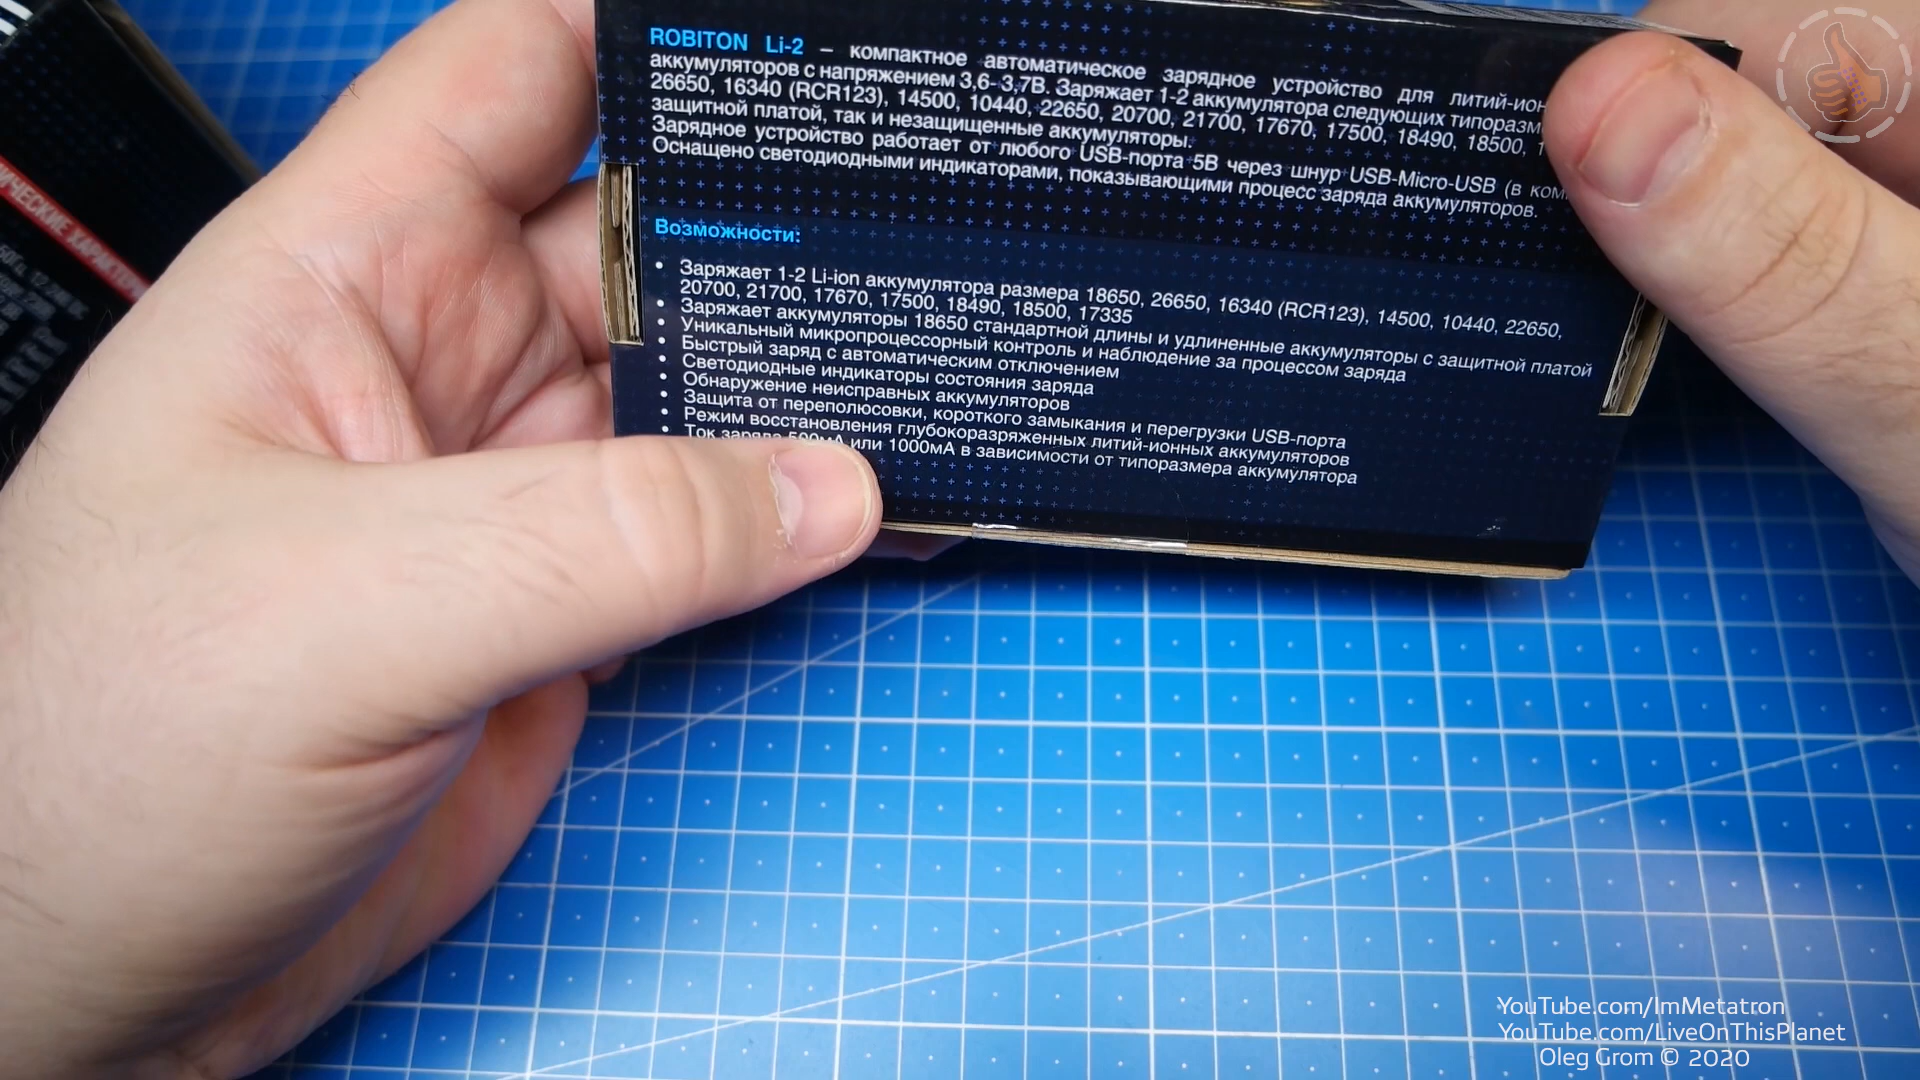 ROBITON Li-2 – компактное автоматическое зарядное устройство для литий-ион
аккумуляторов с напряжением 3,6- 3,7В. Заряжает 1-2 аккумулятора следующих типоразм
26650, 16340 (RCR123), 14500, 10440, 22650, 20700, 21700, 17670, 17500, 18490, 18500, 1
защитной платой, так и незащищенные аккумуляторы.
Зарядное устройство работает от любого USB-порта 5В через шнур USB-Micro-USB (в ком
Оснащено светодиодными индикаторами, показывающими процесс заряда аккумуляторов.
Возможности:
• Заряжает 1-2 Li-ion аккумулятора размера 18650, 26650, 16340 (RCR123), 14500, 10440, 22650,
20700, 21700, 17670, 17500, 18490, 18500, 17335
• Заряжает аккумуляторы 18650 стандартной длины и удлиненные аккумуляторы с защитной платой
• Уникальный микропроцессорный контроль и наблюдение за процессом заряда
• Быстрый заряд с автоматическим отключением
• Светодиодные индикаторы состояния заряда
• Обнаружение неисправных аккумуляторов
• Защита от переполюсовки, короткого замыкания и перегрузки USB-порта
• Режим восстановления глубокоразряженных литий-ионных аккумуляторов
• Ток заряда 500мА или 1000мА в зависимости от типоразмера аккумулятора
YouTube.com/ImMetatron
YouTube.com/LiveOnThisPlanet
Oleg Grom © 2020